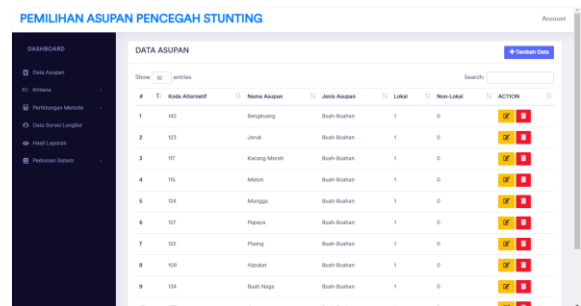 PEMILIHAN ASUPAN PENCEGAH STUNTING Account
DASHBOARD
Data Asupan
Kriteria
Perhitungan Metode
Data Survei Langkat
Hasil Laporan
Pedoman Sistem
DATA ASUPAN + Tambah Data
Show 10 entries Search:
# Kode Alternatif Nama Asupan Jenis Asupan Lokal Non-Lokal ACTION
1 142 Bengkuang Buah-Buahan 1 0
2 123 Jeruk Buah-Buahan 1 0
3 117 Kacang Merah Buah-Buahan 1 0
4 115 Melon Buah-Buahan 1 0
5 124 Mangga Buah-Buahan 1 0
6 127 Pepaya Buah-Buahan 1 0
7 122 Pisang Buah-Buahan 1 0
8 109 Alpukat Buah-Buahan 1 0
9 134 Buah Naga Buah-Buahan 1 0